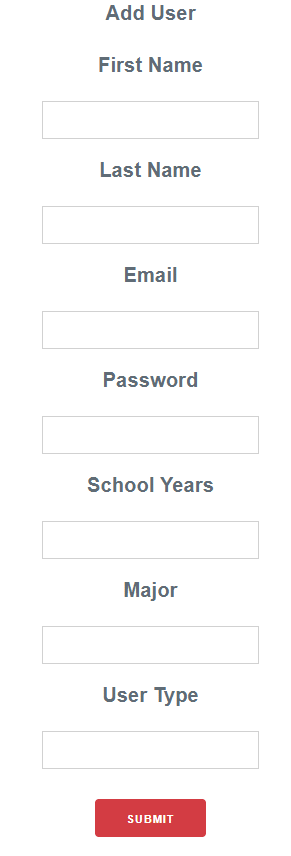 Add User
First Name
Last Name
Email
Password
School Years
Major
User Type
SUBMIT